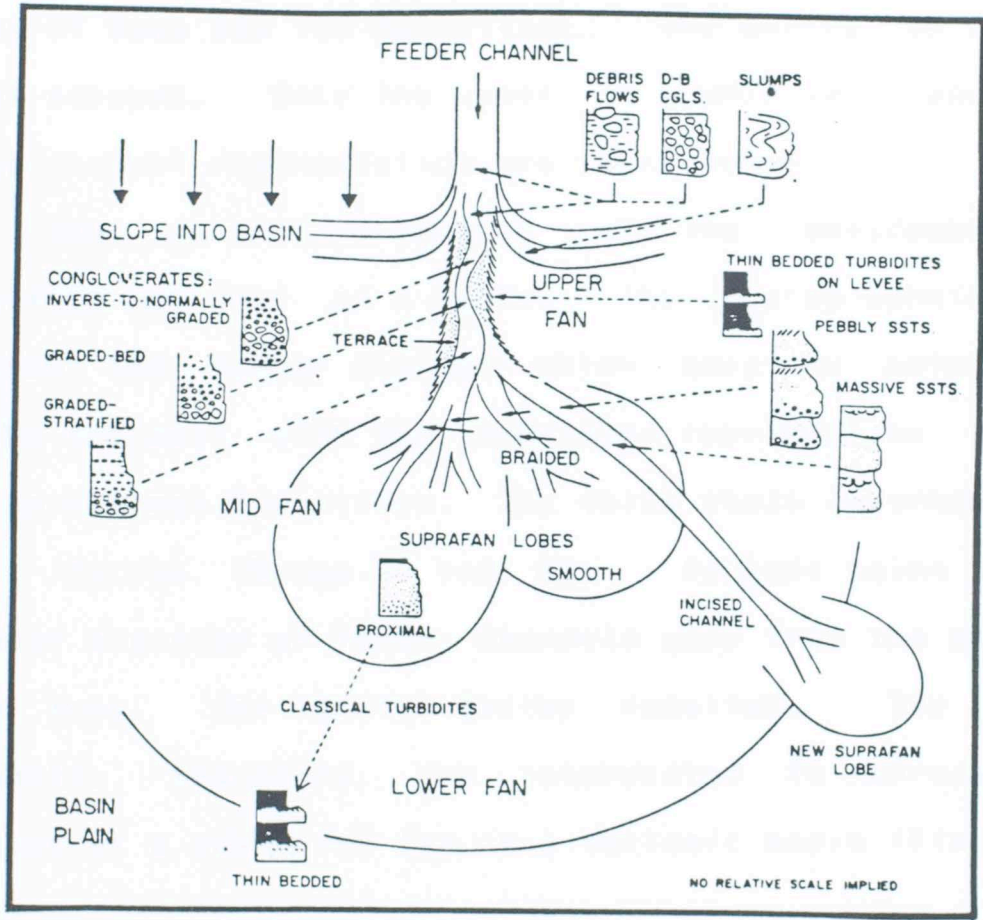 FEEDER CHANNEL
DEBRIS
FLOWS
D-B
CGLS.
SLUMPS
SLOPE INTO BASIN
CONGLOVERATES:
INVERSE-TO-NORMALLY
GRADED
UPPER
FAN
THIN BEDDED TURBIDITES
ON LEVEE
PEBBLY SSTS.
TERRACE
GRADED-BED
MASSIVE SSTS.
GRADED-
STRATIFIED
BRAIDED
MID FAN
SUPRAFAN LOBES
SMOOTH
INCISED
CHANNEL
PROXIMAL
CLASSICAL TURBIDITES
NEW SUPRAFAN
LOBE
LOWER FAN
BASIN
PLAIN
THIN BEDDED
NO RELATIVE SCALE IMPLIED